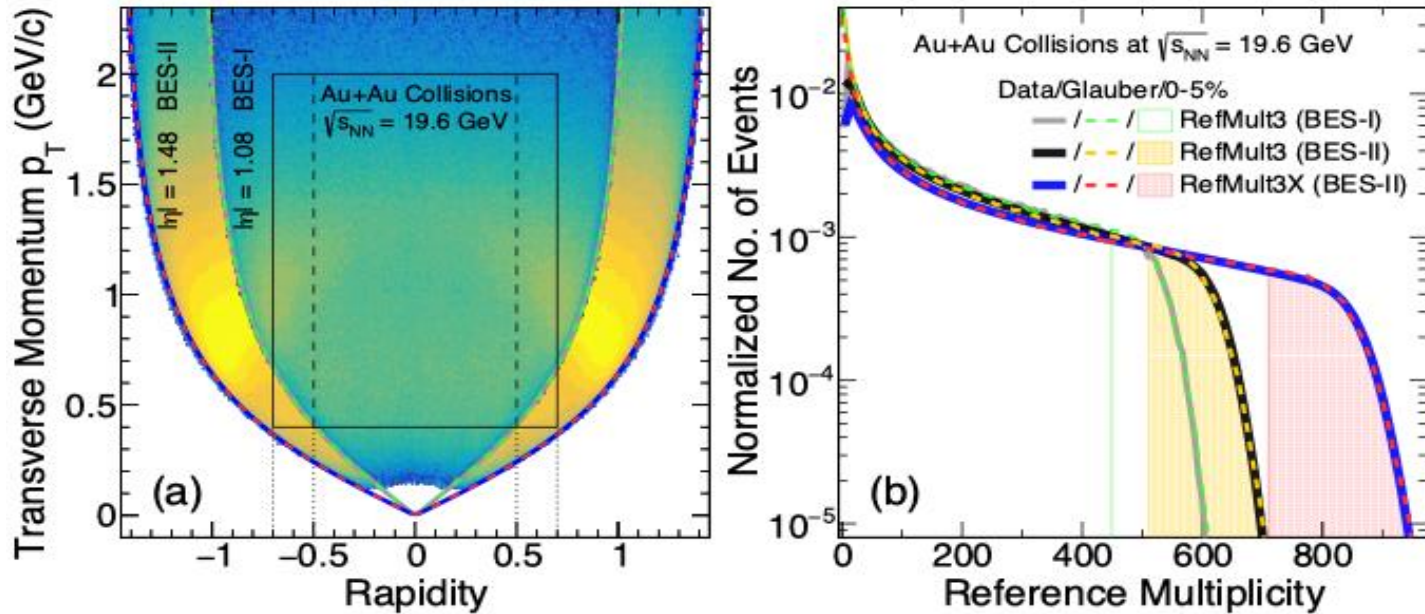 Transverse Momentum p_T (GeV/c)
2
1.5
1
0.5
0
|η| = 1.48 BES-II
|η| = 1.08 BES-I
Au+Au Collisions
√s_NN = 19.6 GeV
(a)
−1 −0.5 0 0.5 1
Rapidity
Normalized No. of Events
10⁻²
10⁻³
10⁻⁴
10⁻⁵
Au+Au Collisions at √s_NN = 19.6 GeV
Data/Glauber/0-5%
/ / RefMult3 (BES-I)
/ / RefMult3 (BES-II)
/ / RefMult3X (BES-II)
(b)
0 200 400 600 800
Reference Multiplicity